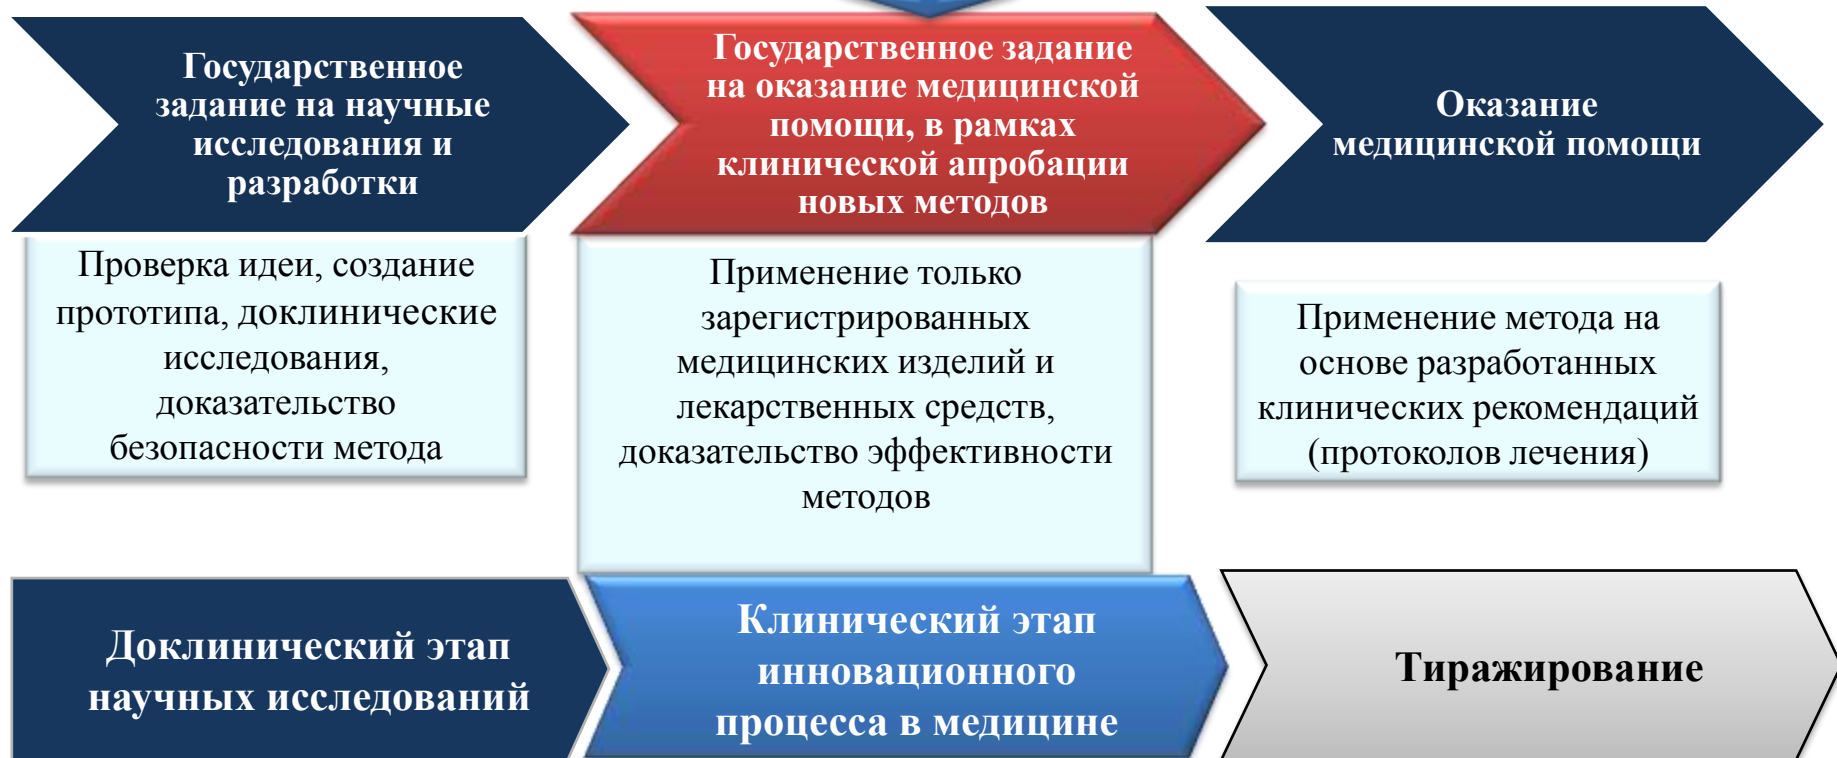 Государственное
задание на научные
исследования и
разработки
Государственное задание
на оказание медицинской
помощи, в рамках
клинической апробации
новых методов
Оказание
медицинской помощи
Проверка идеи, создание
прототипа, доклинические
исследования,
доказательство
безопасности метода
Применение только
зарегистрированных
медицинских изделий и
лекарственных средств,
доказательство эффективности
методов
Применение метода на
основе разработанных
клинических рекомендаций
(протоколов лечения)
Доклинический этап
научных исследований
Клинический этап
инновационного
процесса в медицине
Тиражирование